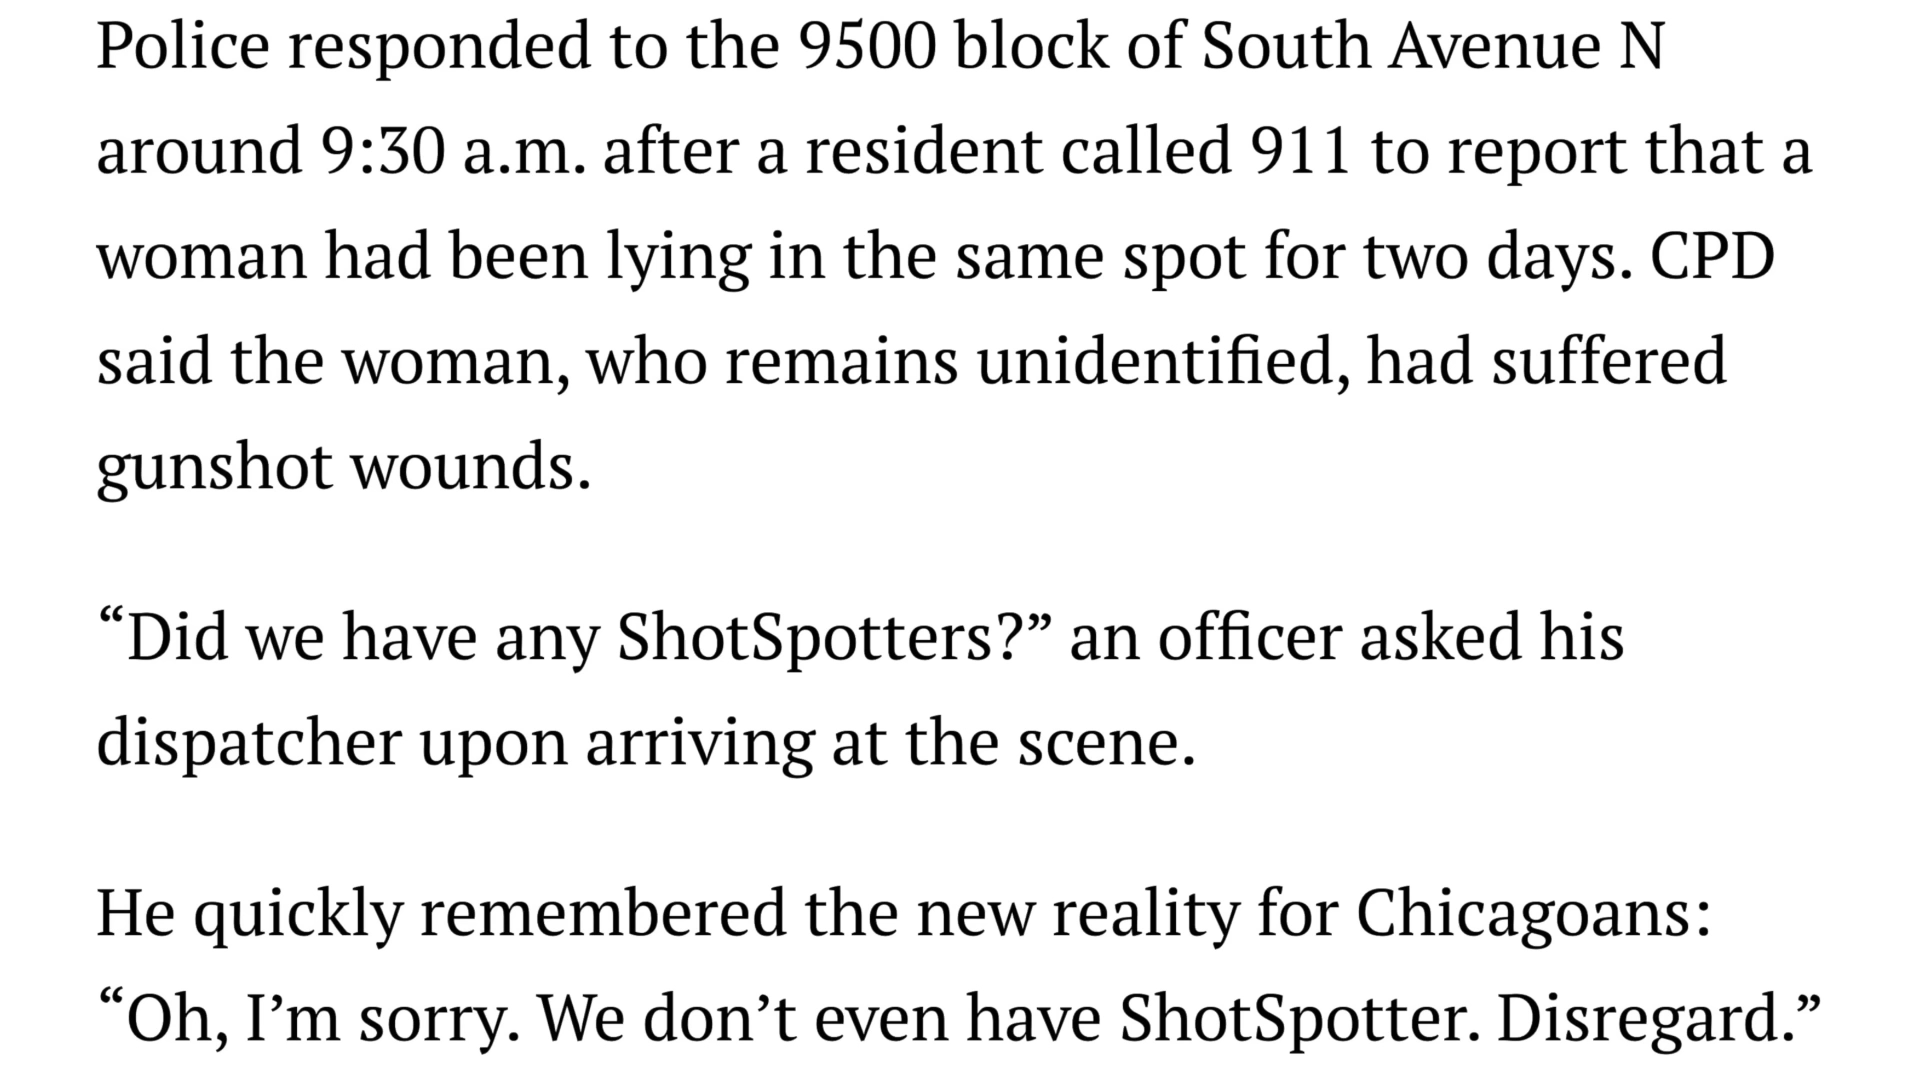 Police responded to the 9500 block of South Avenue N
around 9:30 a.m. after a resident called 911 to report that a
woman had been lying in the same spot for two days. CPD
said the woman, who remains unidentified, had suffered
gunshot wounds.
“Did we have any ShotSpotters?” an officer asked his
dispatcher upon arriving at the scene.
He quickly remembered the new reality for Chicagoans:
“Oh, I’m sorry. We don’t even have ShotSpotter. Disregard.”